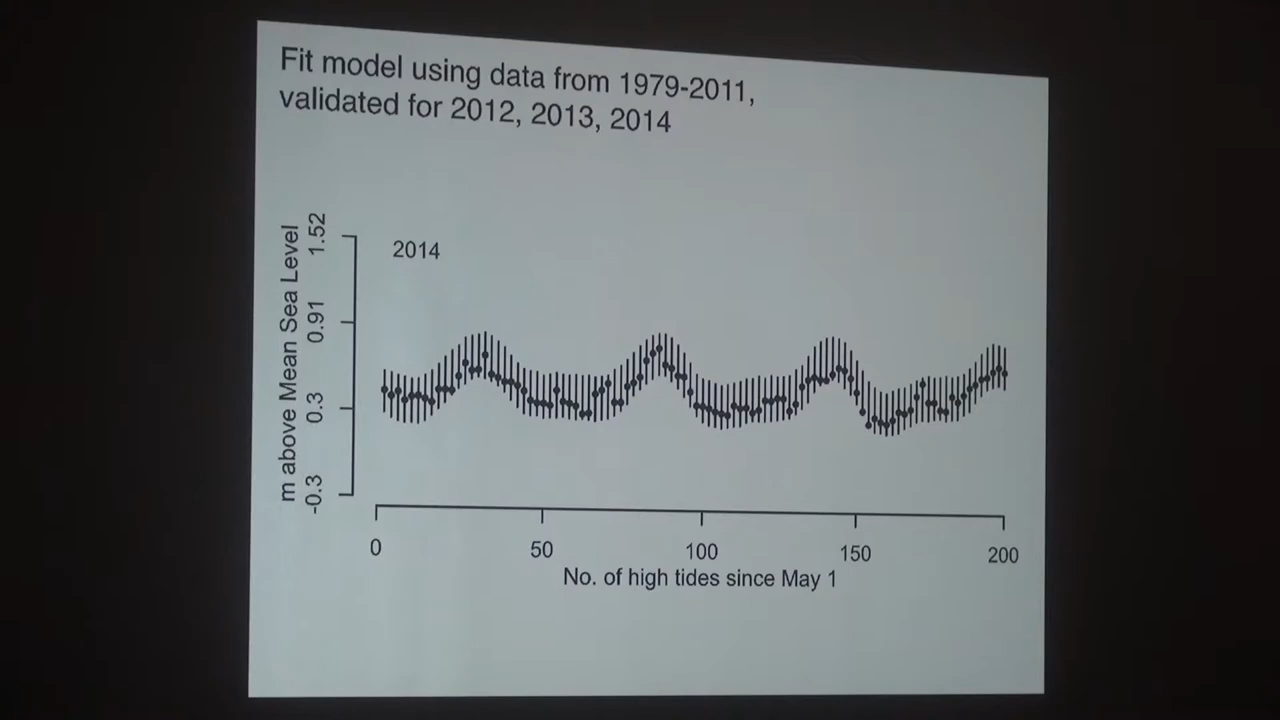 Fit model using data from 1979-2011,
validated for 2012, 2013, 2014
2014
m above Mean Sea Level
1.52
0.91
0.3
-0.3
0
50
100
150
200
No. of high tides since May 1